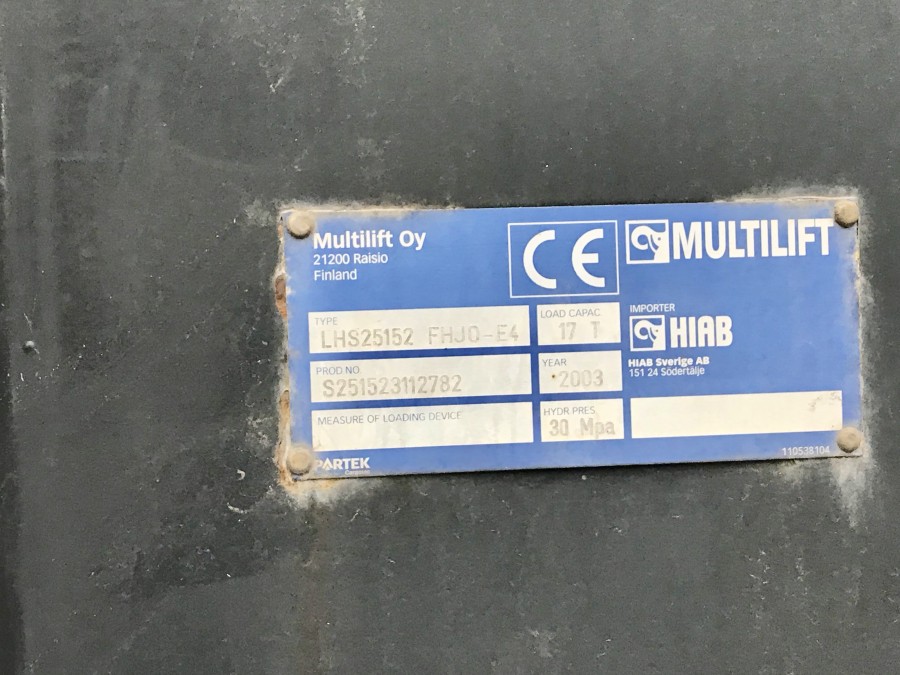 Multilift Oy
21200 Raisio
Finland
CE
MULTILIFT
TYPE
LHS25152 FHJO-E4
LOAD CAPAC.
17 T
IMPORTER
HIAB
HIAB Sverige AB
151 24 Södertälje
PROD NO
S251523112782
YEAR
2003
MEASURE OF LOADING DEVICE
HYDR PRES.
30 Mpa
PARTEK
110538104